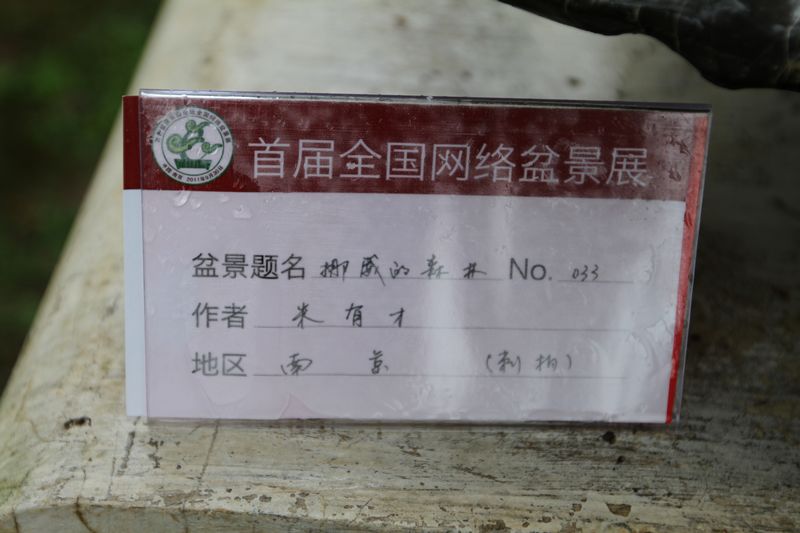 首届全国网络盆景展
盆景题名 挪威的森林 No. 033
作者 米有才
地区 南京 (刺柏)